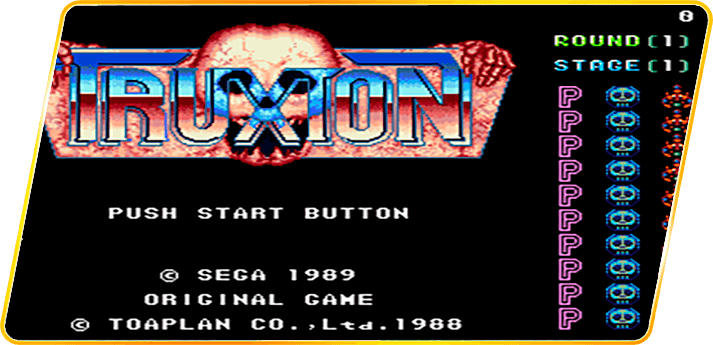 0
ROUND(1)
STAGE(1)
TRUXTON
P
P
P
P
P
P
P
P
P
P
PUSH START BUTTON
© SEGA 1989
ORIGINAL GAME
© TOAPLAN CO.,Ltd.1988